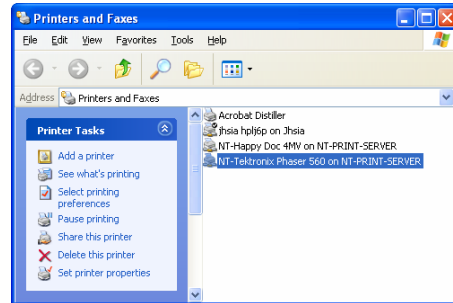 Printers and Faxes
File Edit View Favorites Tools Help
Address Printers and Faxes
Printer Tasks
Add a printer
See what's printing
Select printing
preferences
Pause printing
Share this printer
Delete this printer
Set printer properties
Acrobat Distiller
jhsia hplj6p on Jhsia
NT-Happy Doc 4MV on NT-PRINT-SERVER
NT-Tektronix Phaser 560 on NT-PRINT-SERVER